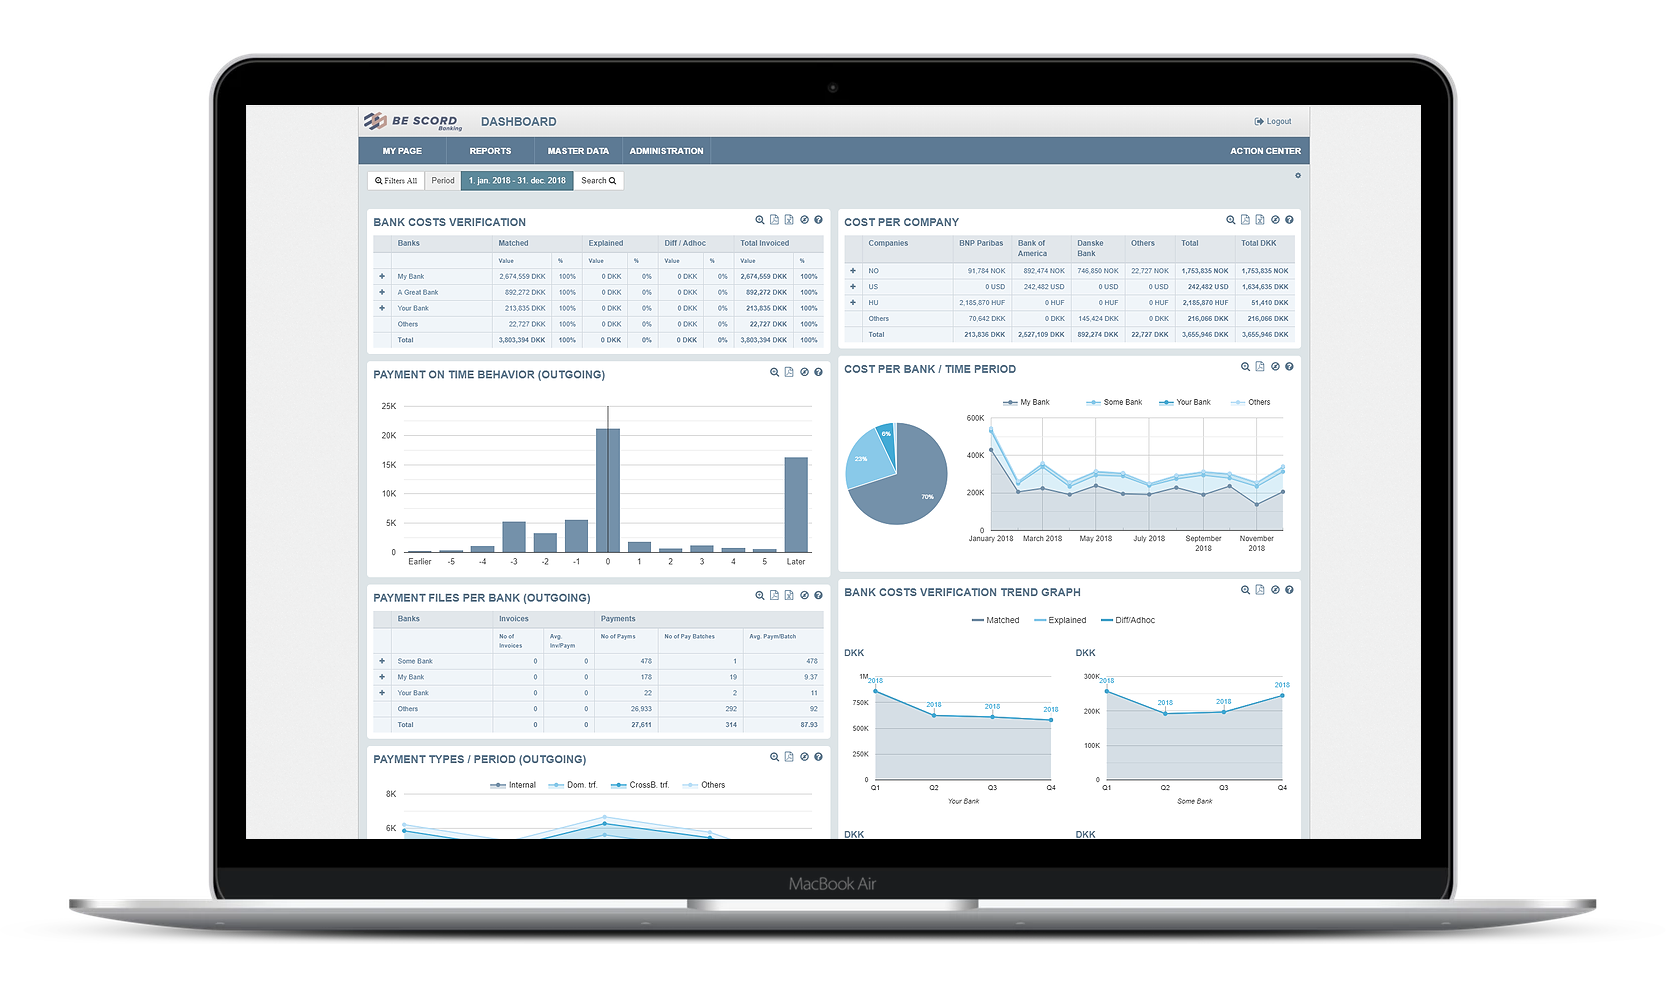 BE SCORD
Banking
DASHBOARD
Logout
MY PAGE REPORTS MASTER DATA ADMINISTRATION ACTION CENTER
Filters All Period 1. jan. 2018 - 31. dec. 2018 Search
BANK COSTS VERIFICATION
Banks Matched Explained Diff / Adhoc Total Invoiced
Value % Value % Value % Value %
My Bank 2,674,559 DKK 100% 0 DKK 0% 0 DKK 0% 2,674,559 DKK 100%
A Great Bank 892,272 DKK 100% 0 DKK 0% 0 DKK 0% 892,272 DKK 100%
Your Bank 213,835 DKK 100% 0 DKK 0% 0 DKK 0% 213,835 DKK 100%
Others 22,727 DKK 100% 0 DKK 0% 0 DKK 0% 22,727 DKK 100%
Total 3,803,394 DKK 100% 0 DKK 0% 0 DKK 0% 3,803,394 DKK 100%
COST PER COMPANY
Companies BNP Paribas Bank of Danske Others Total Total DKK
America Bank
NO 91,784 NOK 892,474 NOK 746,850 NOK 22,727 NOK 1,753,835 NOK 1,753,835 DKK
US 0 USD 242,482 USD 0 USD 0 USD 242,482 USD 1,634,635 DKK
HU 2,185,870 HUF 0 HUF 0 HUF 0 HUF 2,185,870 HUF 51,410 DKK
Others 70,642 DKK 0 DKK 145,424 DKK 0 DKK 216,066 DKK 216,066 DKK
Total 213,836 DKK 2,527,109 DKK 892,274 DKK 22,727 DKK 3,655,946 DKK 3,655,946 DKK
PAYMENT ON TIME BEHAVIOR (OUTGOING)
25K
20K
15K
10K
5K
0
Earlier -5 -4 -3 -2 -1 0 1 2 3 4 5 Later
COST PER BANK / TIME PERIOD
My Bank Some Bank Your Bank Others
6%
23%
70%
600K
400K
200K
0
January 2018 March 2018 May 2018 July 2018 September November
2018 2018
PAYMENT FILES PER BANK (OUTGOING)
Banks Invoices Payments
No of Avg. No of Payms No of Pay Batches Avg. Paym/Batch
Invoices Inv/Paym
Some Bank 0 0 478 1 478
My Bank 0 0 178 19 9.37
Your Bank 0 0 22 2 11
Others 0 0 26,933 292 92
Total 0 0 27,611 314 87.93
BANK COSTS VERIFICATION TREND GRAPH
Matched Explained Diff/Adhoc
DKK
1M
750K
500K
250K
0
2018 2018 2018 2018
Q1 Q2 Q3 Q4
Your Bank
DKK
300K
200K
100K
0
2018 2018 2018 2018
Q1 Q2 Q3 Q4
Some Bank
PAYMENT TYPES / PERIOD (OUTGOING)
Internal Dom. trf. CrossB. trf. Others
8K
6K
DKK DKK
MacBook Air